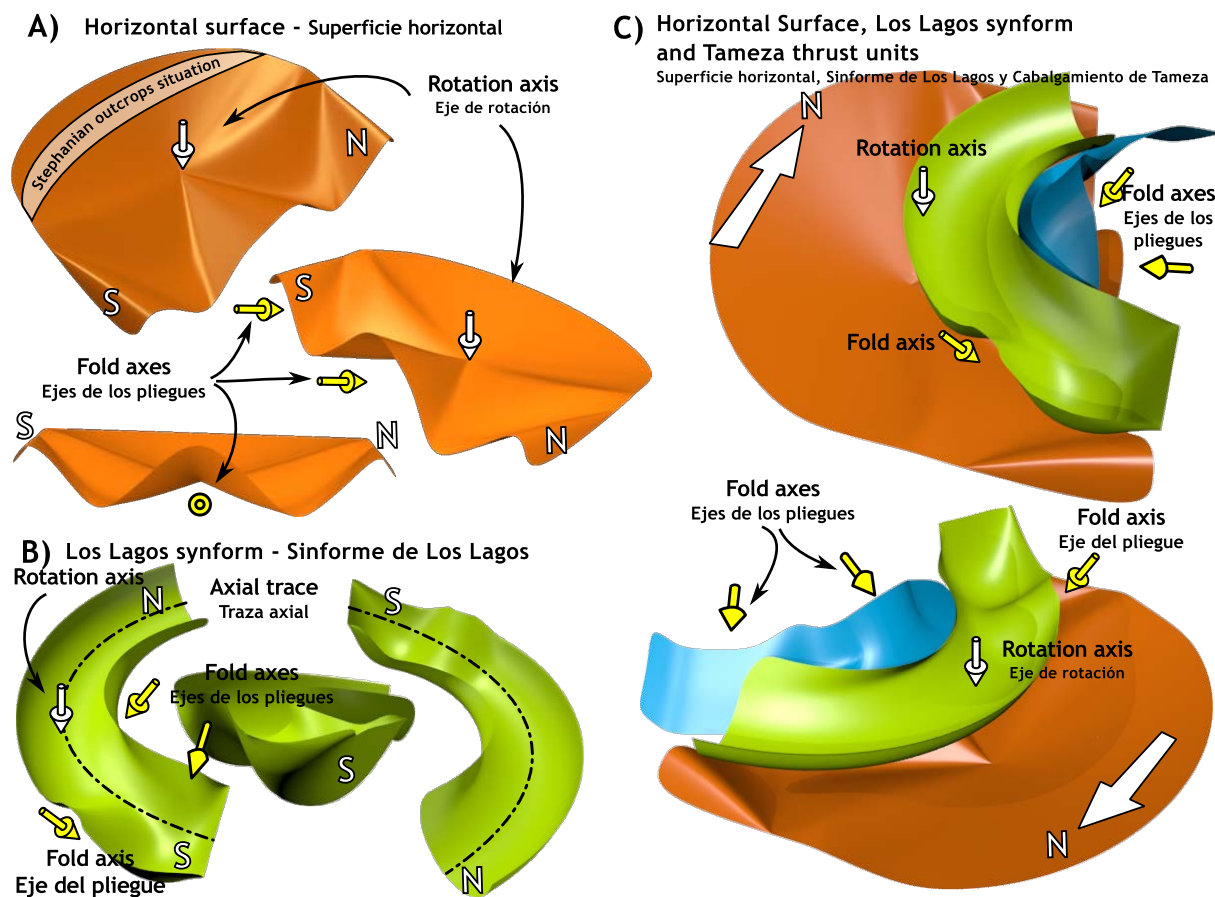 A) Horizontal surface - Superficie horizontal
Stephanian outcrops situation
Rotation axis
Eje de rotación
N
S
S
N
Fold axes
Ejes de los pliegues
S
N
B) Los Lagos synform - Sinforme de Los Lagos
Rotation axis
N
Axial trace
Traza axial
S
Fold axes
Ejes de los pliegues
S
S
N
Fold axis
Eje del pliegue
C) Horizontal Surface, Los Lagos synform
and Tameza thrust units
Superficie horizontal, Sinforme de Los Lagos y Cabalgamiento de Tameza
N
Rotation axis
Fold axes
Ejes de los
pliegues
Fold axis
Fold axes
Ejes de los pliegues
Fold axis
Eje del pliegue
Rotation axis
Eje de rotación
N